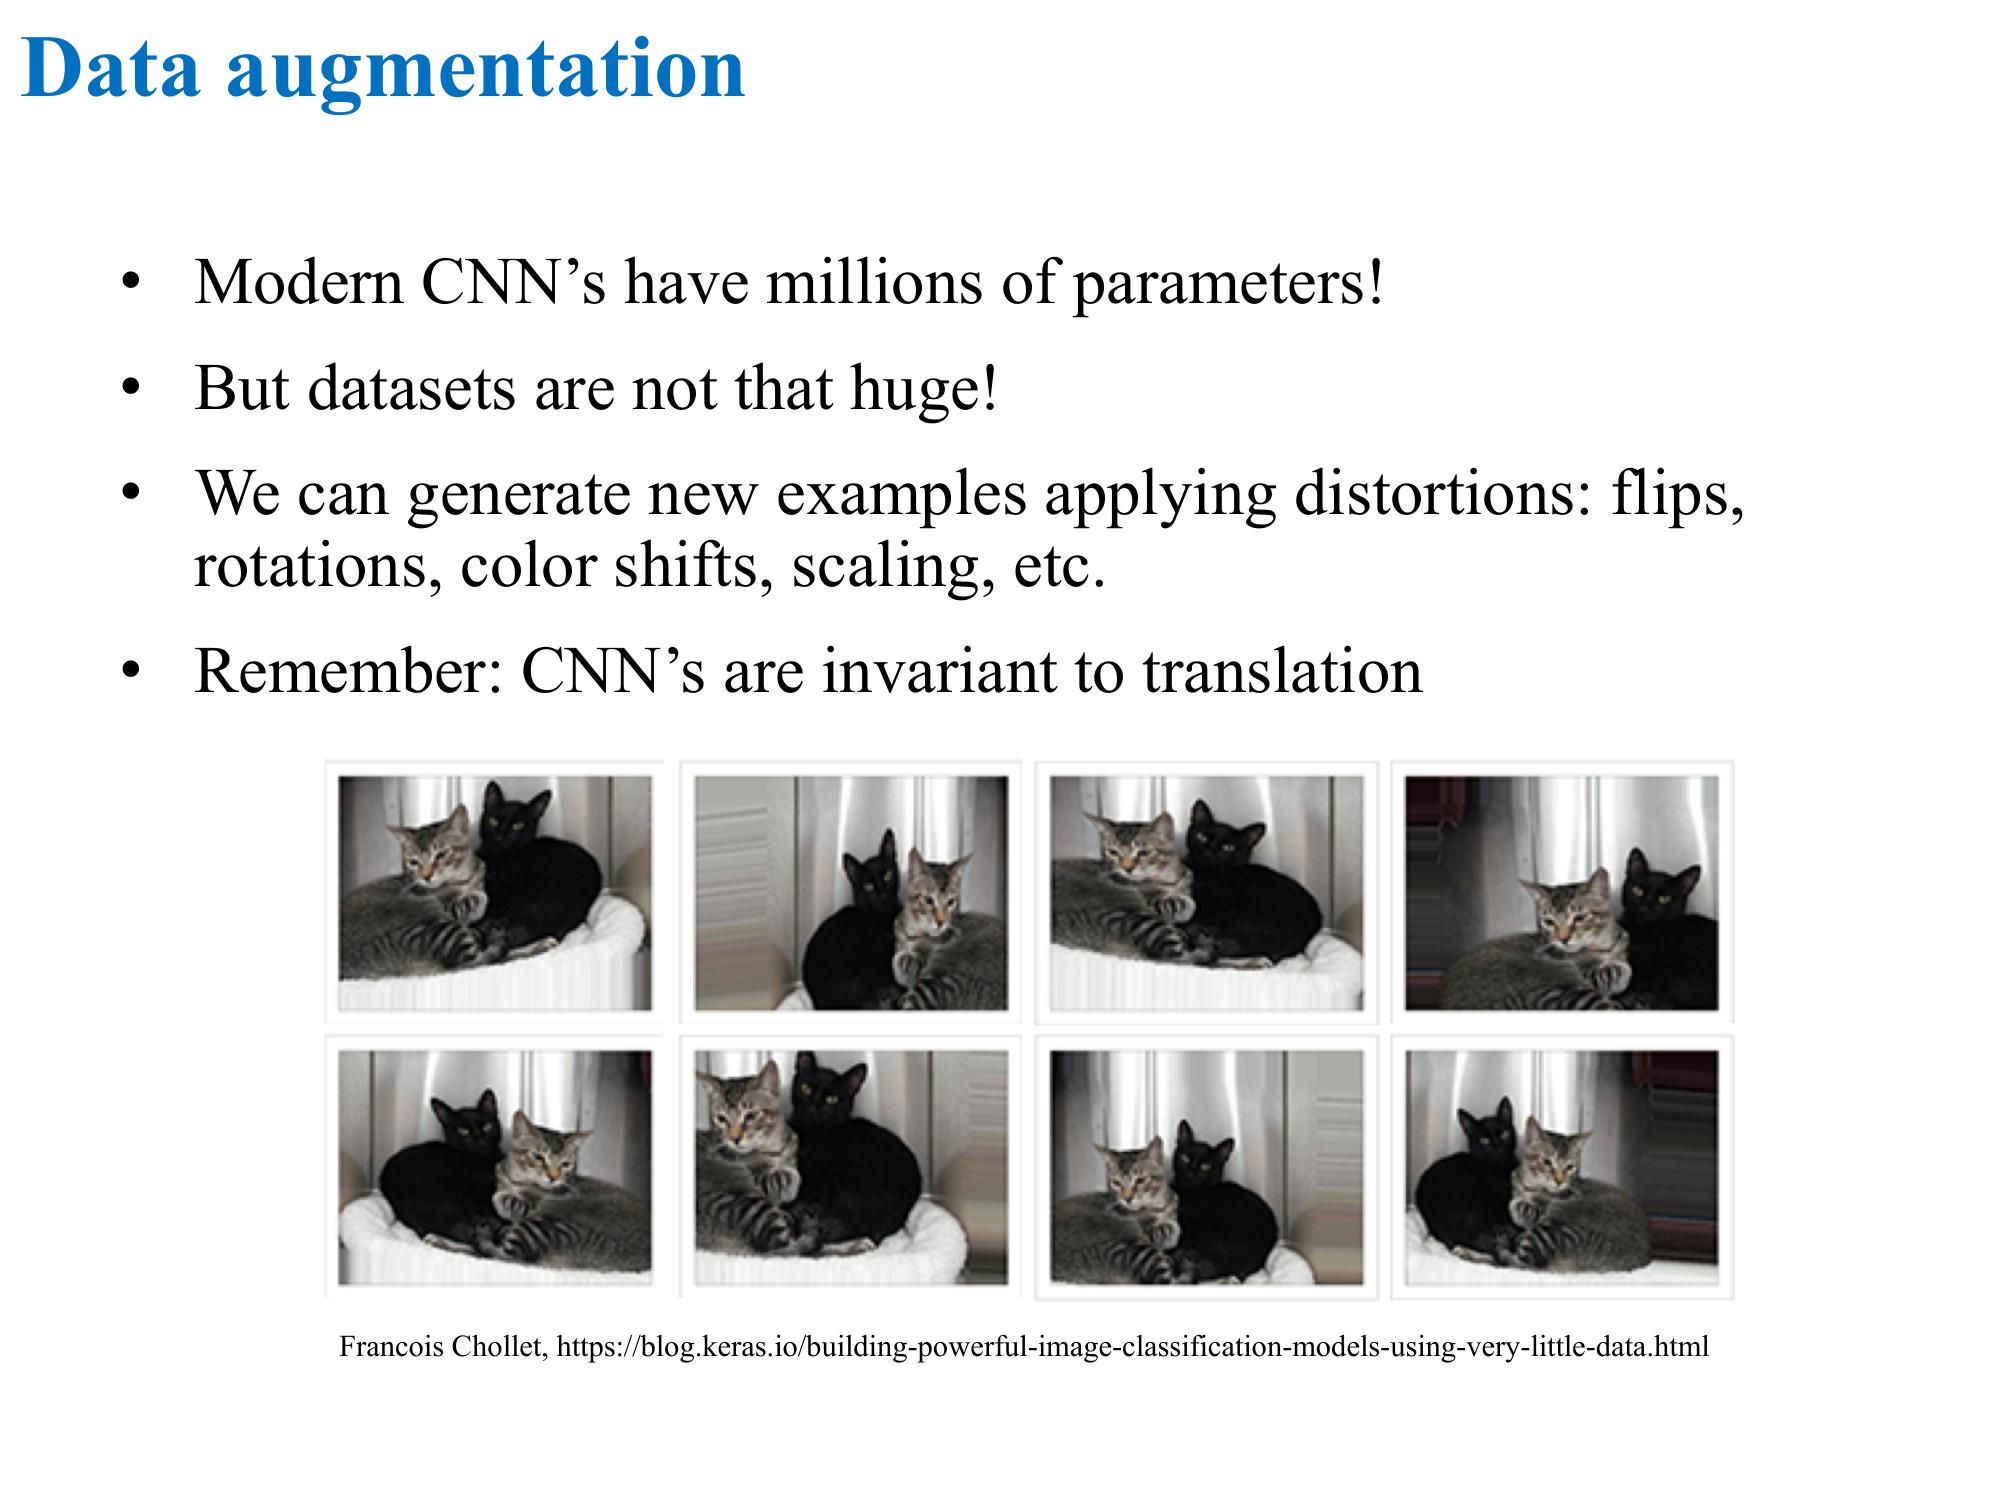 Data augmentation
• Modern CNN’s have millions of parameters!
• But datasets are not that huge!
• We can generate new examples applying distortions: flips,
rotations, color shifts, scaling, etc.
• Remember: CNN’s are invariant to translation
Francois Chollet, https://blog.keras.io/building-powerful-image-classification-models-using-very-little-data.html